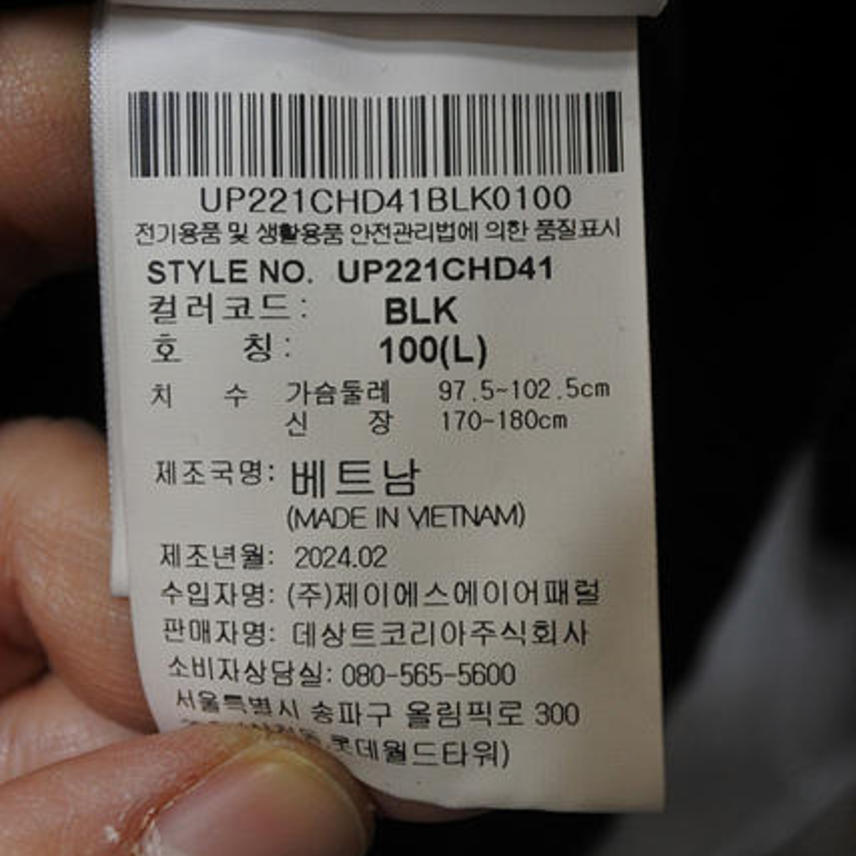 UP221CHD41BLK0100
전기용품 및 생활용품 안전관리법에 의한 품질표시
STYLE NO. UP221CHD41
컬러코드: BLK
호 칭: 100(L)
치 수 가슴둘레 97.5~102.5cm
신 장 170-180cm
제조국명: 베트남
(MADE IN VIETNAM)
제조년월: 2024.02
수입자명: (주)제이에스에이어패럴
판매자명: 데상트코리아주식회사
소비자상담실: 080-565-5600
서울특별시 송파구 올림픽로 300
롯데월드타워)